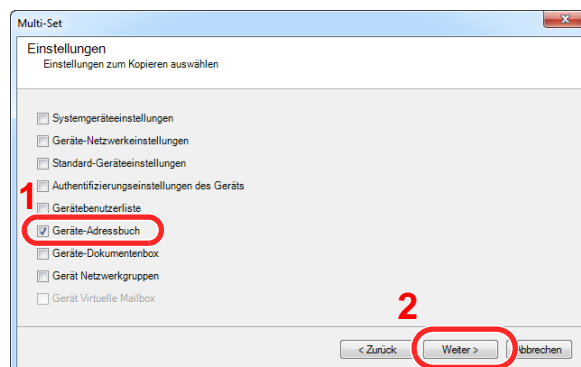 Multi-Set
Einstellungen
Einstellungen zum Kopieren auswählen
Systemgeräteeinstellungen
Geräte-Netzwerkeinstellungen
Standard-Geräteeinstellungen
Authentifizierungseinstellungen des Geräts
1
Gerätebenutzerliste
Geräte-Adressbuch
Geräte-Dokumentenbox
Gerät Netzwerkgruppen
Gerät Virtuelle Mailbox
2
< Zurück Weiter > Abbrechen